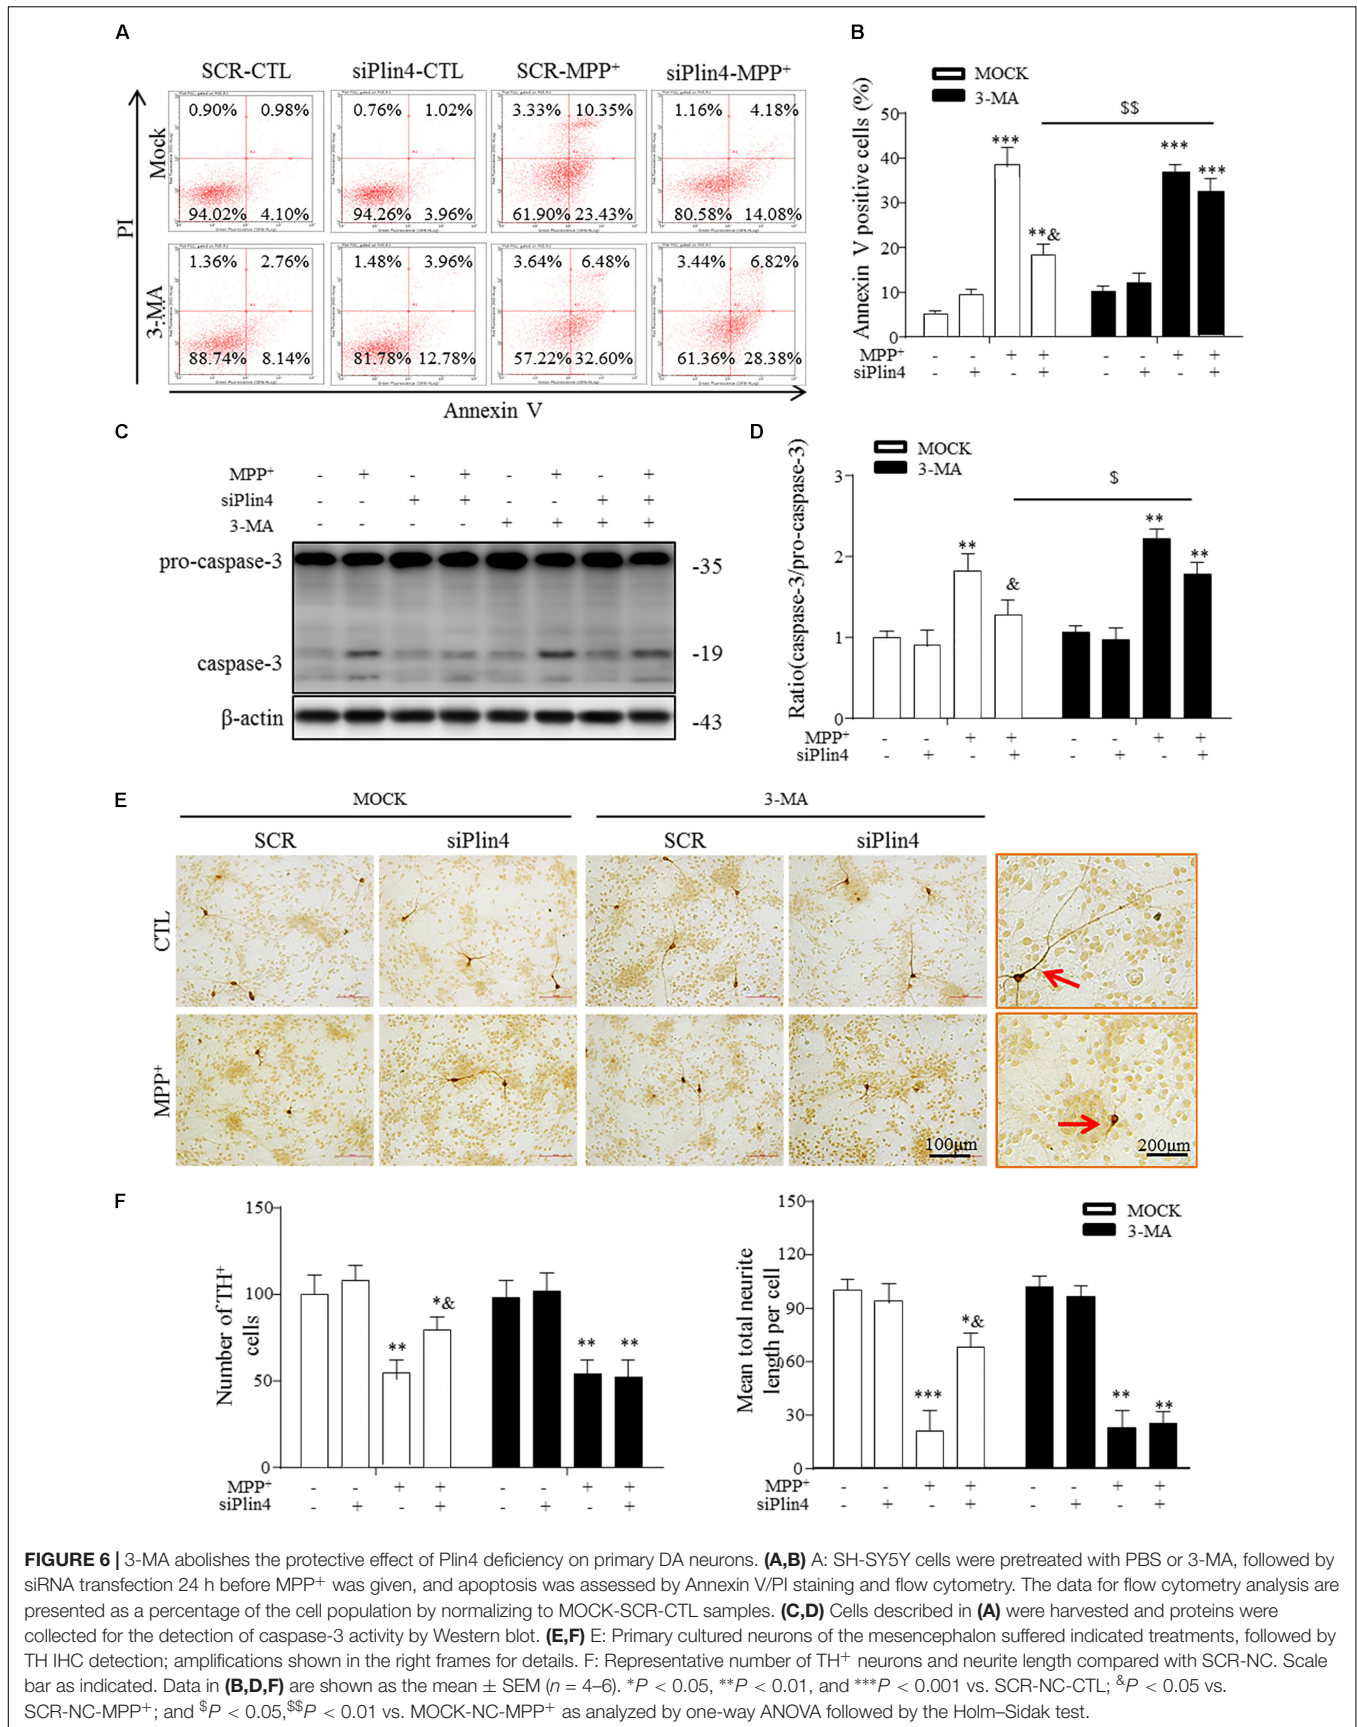 A
SCR-CTL siPlin4-CTL SCR-MPP⁺ siPlin4-MPP⁺
PI
Mock
0.90% 0.98% 0.76% 1.02% 3.33% 10.35% 1.16% 4.18%
94.02% 4.10% 94.26% 3.96% 61.90% 23.43% 80.58% 14.08%
3-MA
1.36% 2.76% 1.48% 3.96% 3.64% 6.48% 3.44% 6.82%
88.74% 8.14% 81.78% 12.78% 57.22% 32.60% 61.36% 28.38%
Annexin V
B
MOCK
3-MA
Annexin V positive cells (%)
50
40
30
20
10
0
*** **& $$ *** ***
MPP⁺ - - + + - - + +
siPlin4 - + - + - + - +
C
MPP⁺ - + - + - + - +
siPlin4 - - + + - - + +
3-MA - - - - + + + +
pro-caspase-3 -35
caspase-3 -19
β-actin -43
D
MOCK
3-MA
Ratio(caspase-3/pro-caspase-3)
3
2
1
0
** & $ ** **
MPP⁺ - - + + - - + +
siPlin4 - + - + - + - +
E
MOCK 3-MA
SCR siPlin4 SCR siPlin4
CTL
MPP⁺
100μm 200μm
F
Number of TH⁺
cells
150
100
50
0
** *& ** **
MPP⁺ - - + + - - + +
siPlin4 - + - + - + - +
MOCK
3-MA
Mean total neurite
length per cell
150
120
90
60
30
0
*** *& ** **
MPP⁺ - - + + - - + +
siPlin4 - + - + - + - +
FIGURE 6 | 3-MA abolishes the protective effect of Plin4 deficiency on primary DA neurons. (A,B) A: SH-SY5Y cells were pretreated with PBS or 3-MA, followed by
siRNA transfection 24 h before MPP⁺ was given, and apoptosis was assessed by Annexin V/PI staining and flow cytometry. The data for flow cytometry analysis are
presented as a percentage of the cell population by normalizing to MOCK-SCR-CTL samples. (C,D) Cells described in (A) were harvested and proteins were
collected for the detection of caspase-3 activity by Western blot. (E,F) E: Primary cultured neurons of the mesencephalon suffered indicated treatments, followed by
TH IHC detection; amplifications shown in the right frames for details. F: Representative number of TH⁺ neurons and neurite length compared with SCR-NC. Scale
bar as indicated. Data in (B,D,F) are shown as the mean ± SEM (n = 4–6). *P < 0.05, **P < 0.01, and ***P < 0.001 vs. SCR-NC-CTL; &P < 0.05 vs.
SCR-NC-MPP⁺; and $P < 0.05,$$P < 0.01 vs. MOCK-NC-MPP⁺ as analyzed by one-way ANOVA followed by the Holm–Sidak test.